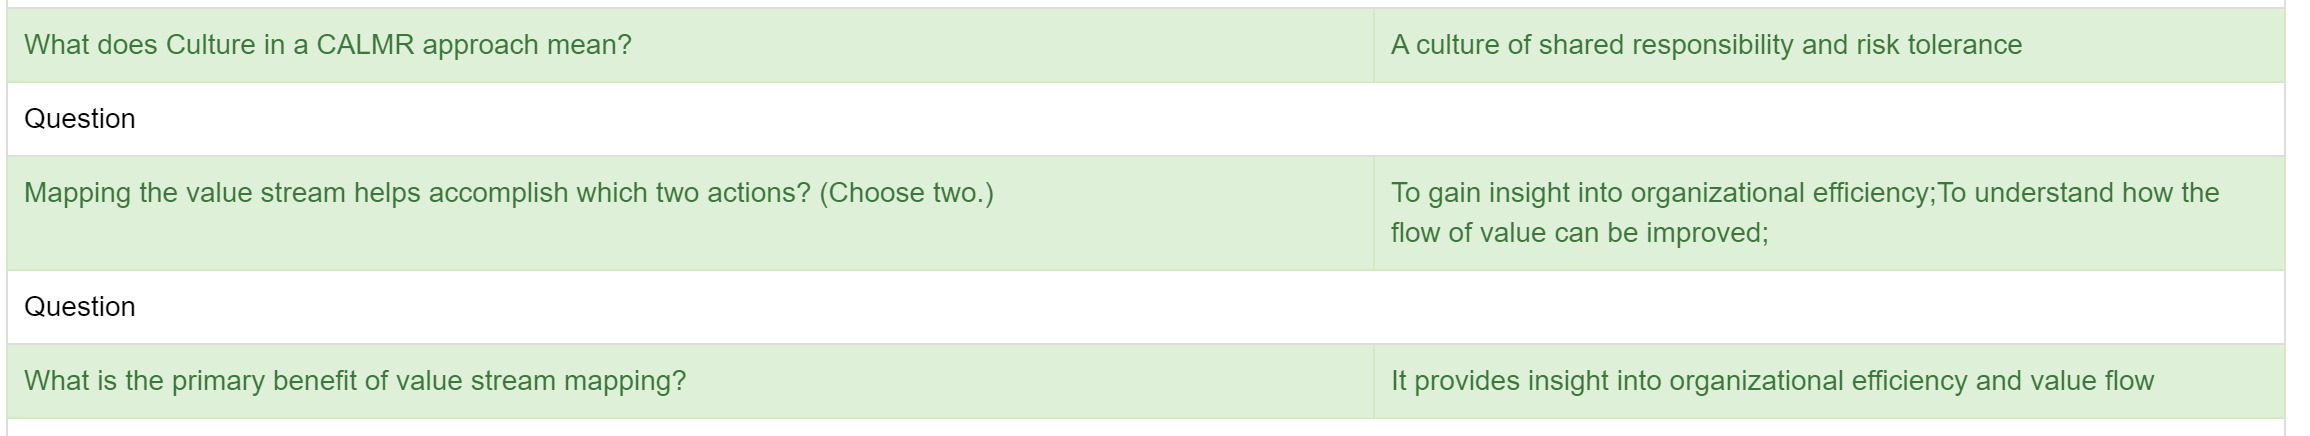 What does Culture in a CALMR approach mean?
A culture of shared responsibility and risk tolerance
Question
Mapping the value stream helps accomplish which two actions? (Choose two.)
To gain insight into organizational efficiency;To understand how the
flow of value can be improved;
Question
What is the primary benefit of value stream mapping?
It provides insight into organizational efficiency and value flow